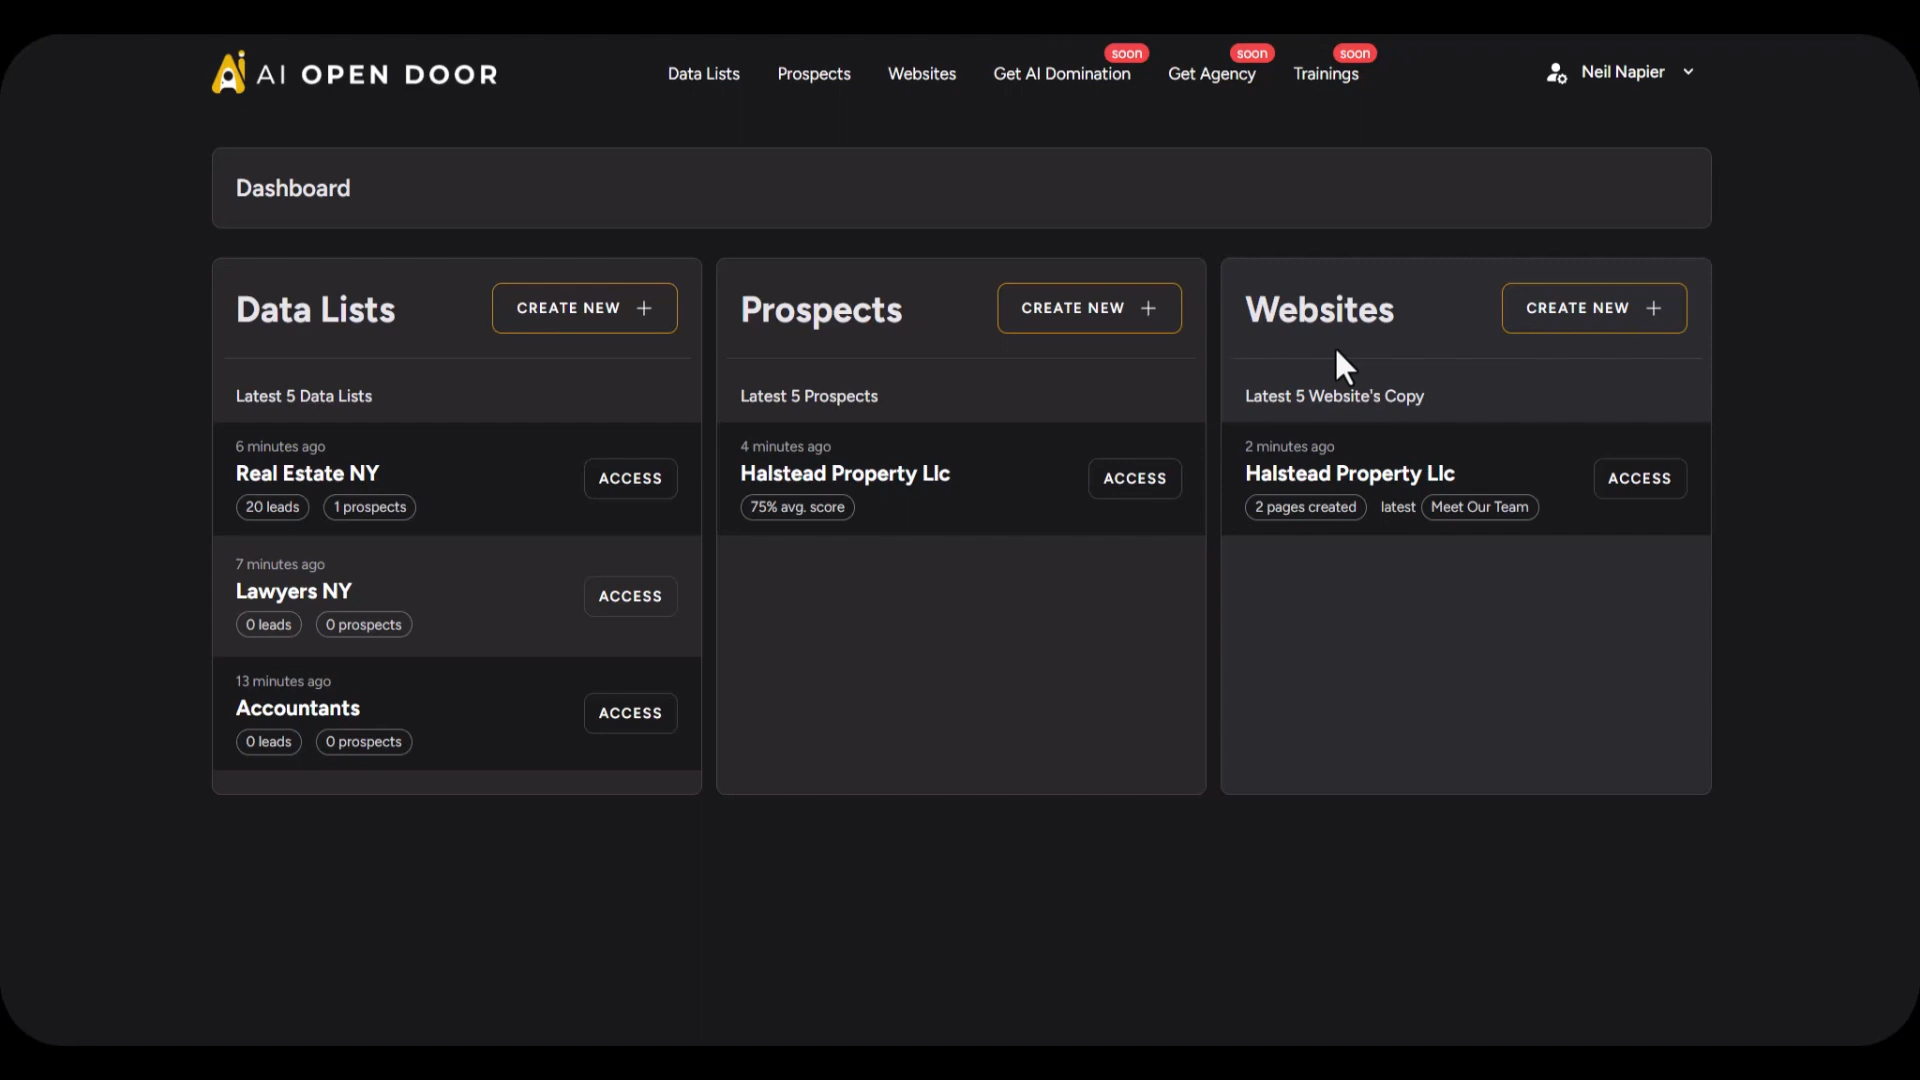 AI OPEN DOOR
Data Lists
Prospects
Websites
Get AI Domination
soon
Get Agency
soon
Trainings
soon
Neil Napier
Dashboard
Data Lists
CREATE NEW +
Latest 5 Data Lists
6 minutes ago
Real Estate NY
20 leads
1 prospects
ACCESS
7 minutes ago
Lawyers NY
0 leads
0 prospects
ACCESS
13 minutes ago
Accountants
0 leads
0 prospects
ACCESS
Prospects
CREATE NEW +
Latest 5 Prospects
4 minutes ago
Halstead Property Llc
75% avg. score
ACCESS
Websites
CREATE NEW +
Latest 5 Website's Copy
2 minutes ago
Halstead Property Llc
2 pages created
latest
Meet Our Team
ACCESS